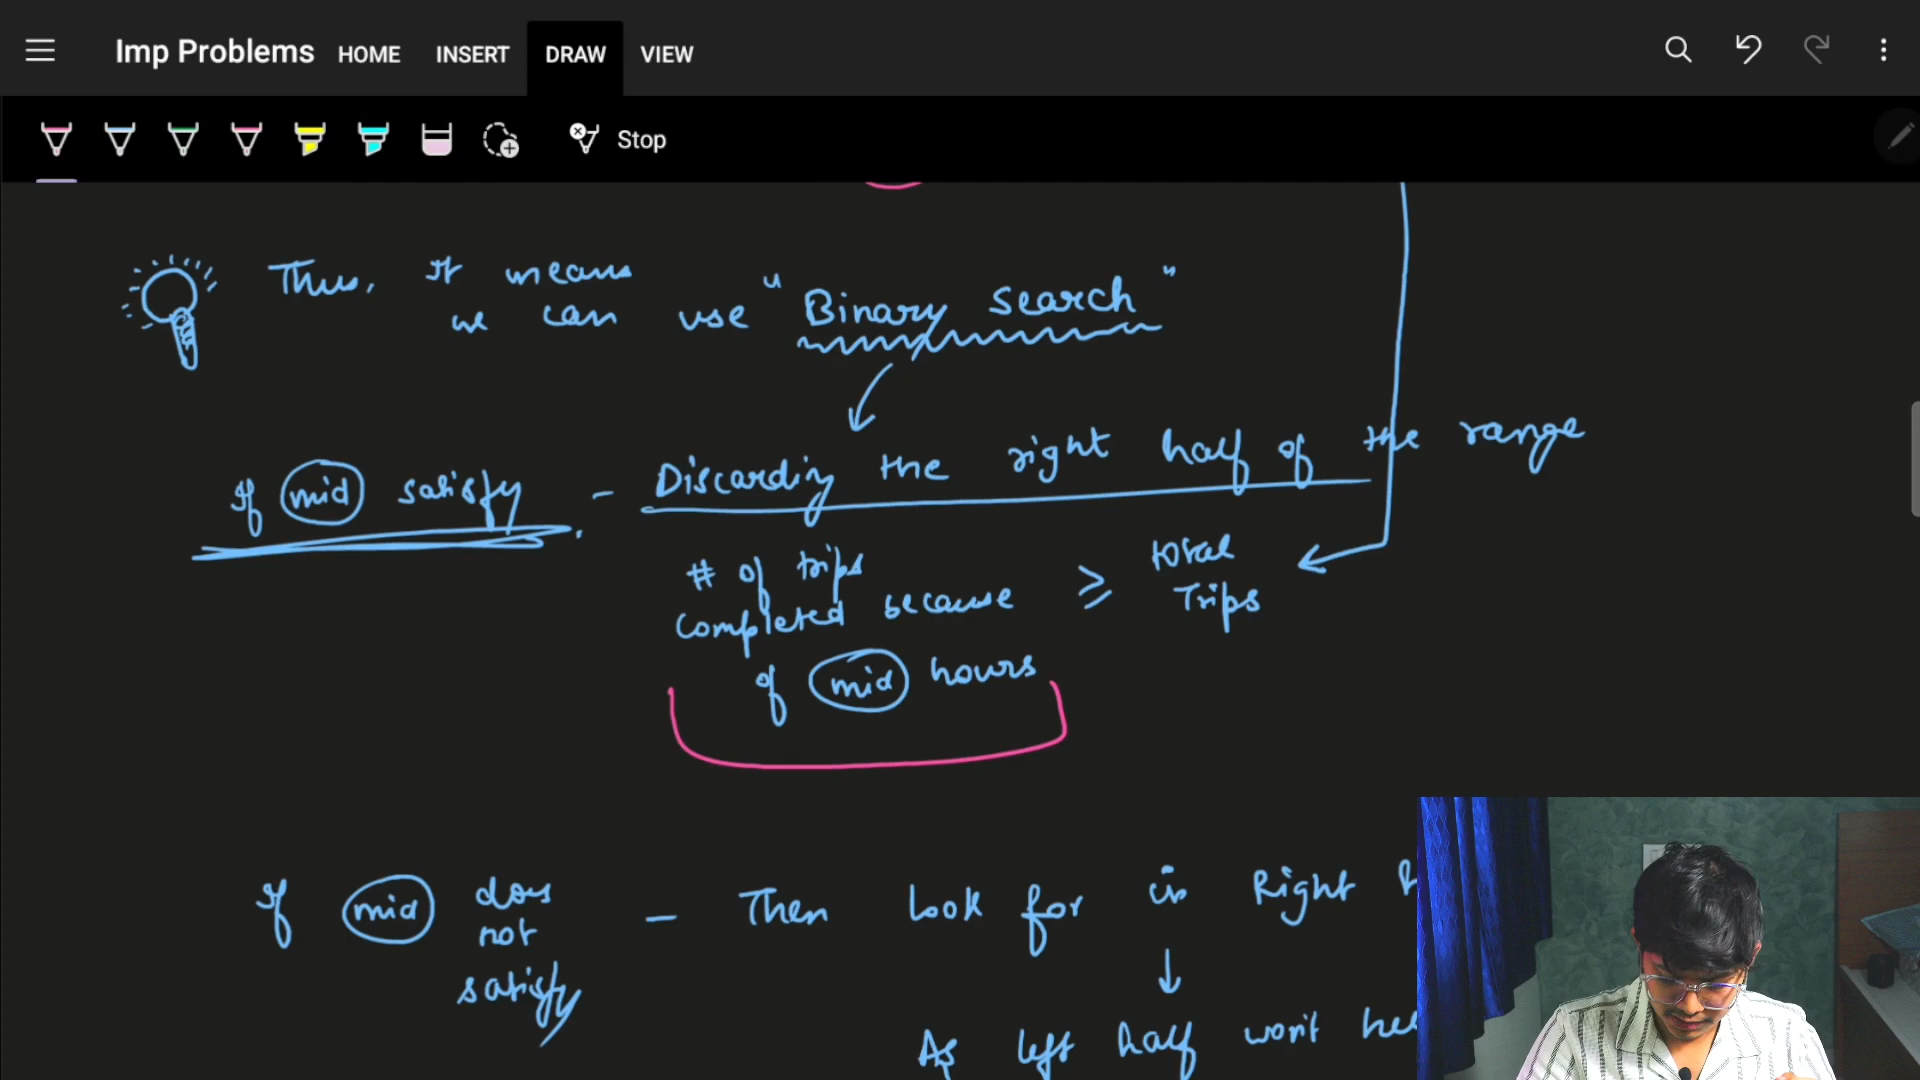 Imp Problems HOME INSERT DRAW VIEW
Stop
Thus, it means
we can use "Binary Search"
If mid satisfy - Discarding the right half of the range
# of trips
completed because ≥ total Trips
of mid hours
If mid does not satisfy - Then Look for in Right
As left half won't